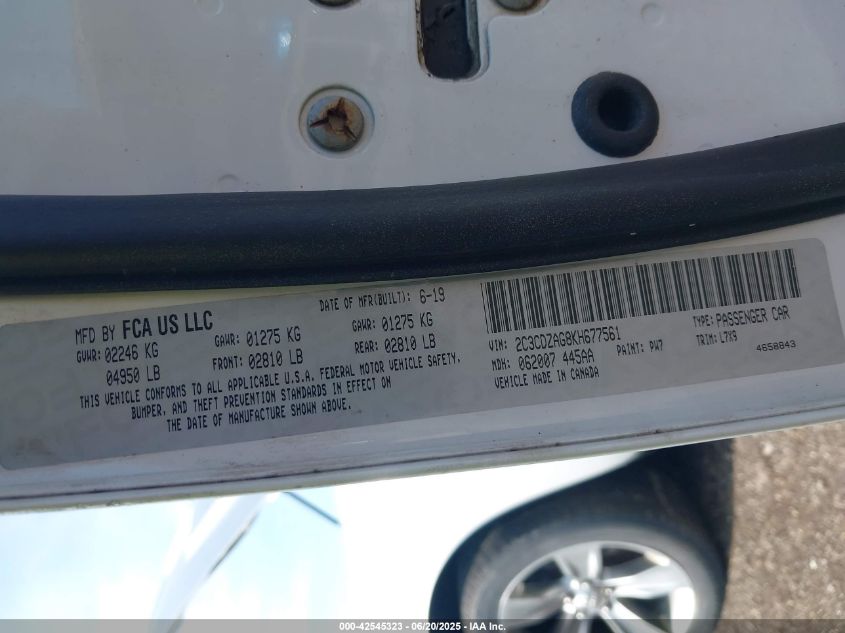 MFD BY FCA US LLC
DATE OF MFR(BUILT): 6-19
GVWR: 02246 KG
04950 LB
GAWR: 01275 KG
FRONT: 02810 LB
GAWR: 01275 KG
REAR: 02810 LB
THIS VEHICLE CONFORMS TO ALL APPLICABLE U.S.A. FEDERAL MOTOR VEHICLE SAFETY,
BUMPER, AND THEFT PREVENTION STANDARDS IN EFFECT ON
THE DATE OF MANUFACTURE SHOWN ABOVE.
VIN: 2C3CDZAG8KH677561
TYPE: PASSENGER CAR
MDH: 062007 445AA
PAINT: PW7
TRIM: L7X9
VEHICLE MADE IN CANADA
4658843
000-42545323 - 06/20/2025 - IAA Inc.